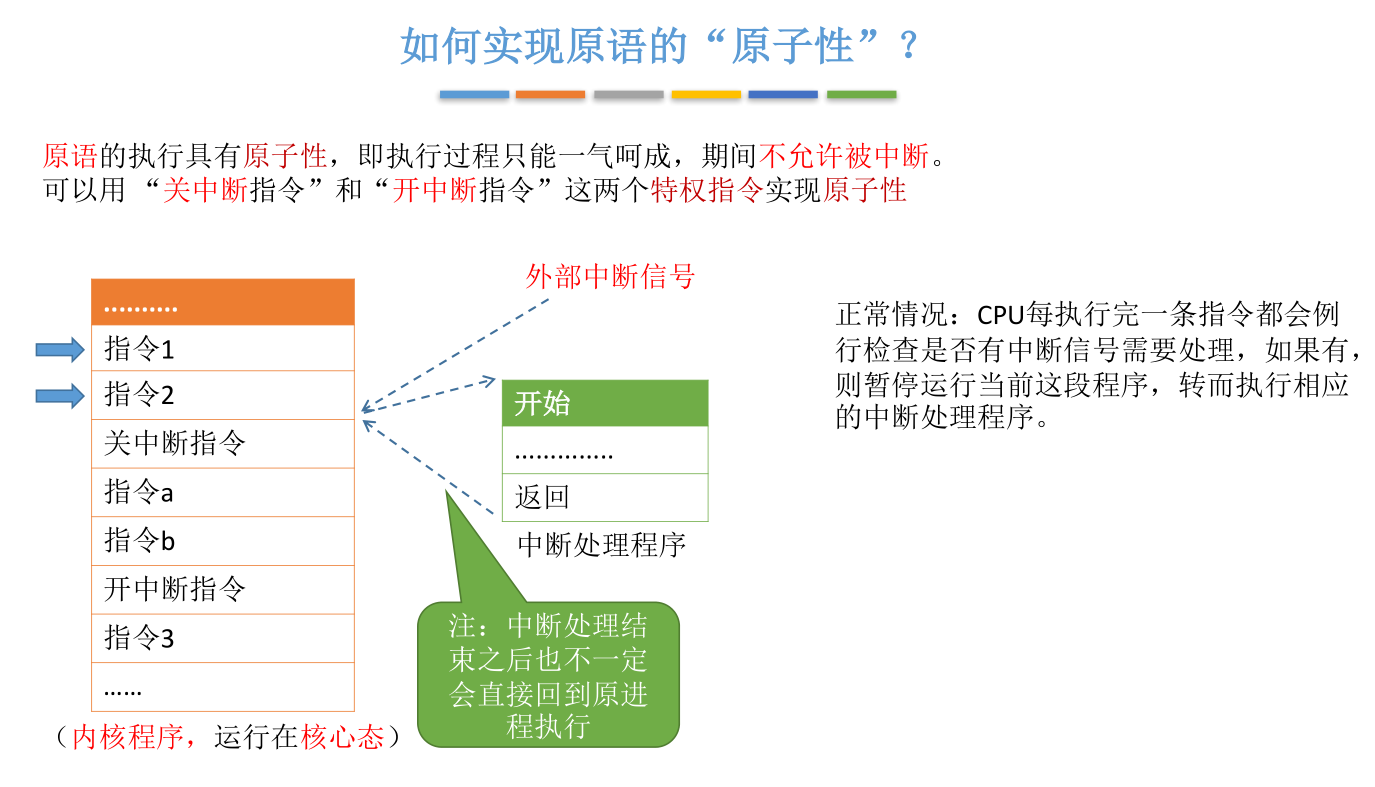 如何实现原语的“原子性”？
原语的执行具有原子性，即执行过程只能一气呵成，期间不允许被中断。
可以用 “关中断指令”和“开中断指令”这两个特权指令实现原子性
……….
指令1
指令2
关中断指令
指令a
指令b
开中断指令
指令3
……
（内核程序，运行在核心态）
外部中断信号
开始
…………..
返回
中断处理程序
注：中断处理结
束之后也不一定
会直接回到原进
程执行
正常情况：CPU每执行完一条指令都会例
行检查是否有中断信号需要处理，如果有，
则暂停运行当前这段程序，转而执行相应
的中断处理程序。